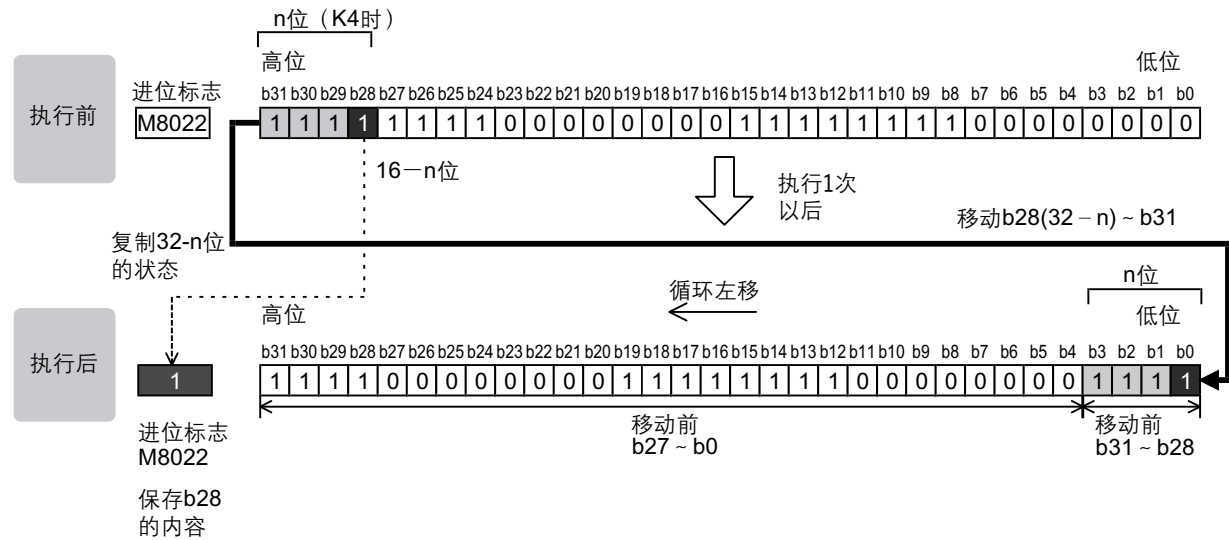 n位（K4时）
高位 低位
执行前
进位标志
b31 b30 b29 b28 b27 b26 b25 b24 b23 b22 b21 b20 b19 b18 b17 b16 b15 b14 b13 b12 b11 b10 b9 b8 b7 b6 b5 b4 b3 b2 b1 b0
M8022 1 1 1 1 1 1 1 1 0 0 0 0 0 0 0 0 1 1 1 1 1 1 1 1 0 0 0 0 0 0 0 0
16－n位
执行1次
以后
移动b28(32－n)~b31
复制32-n位
的状态
循环左移
n位
高位 低位
执行后
b31 b30 b29 b28 b27 b26 b25 b24 b23 b22 b21 b20 b19 b18 b17 b16 b15 b14 b13 b12 b11 b10 b9 b8 b7 b6 b5 b4 b3 b2 b1 b0
1 1 1 1 1 0 0 0 0 0 0 0 0 1 1 1 1 1 1 1 1 0 0 0 0 0 0 0 0 1 1 1 1
进位标志
M8022
移动前
b27~b0
移动前
b31~b28
保存b28
的内容